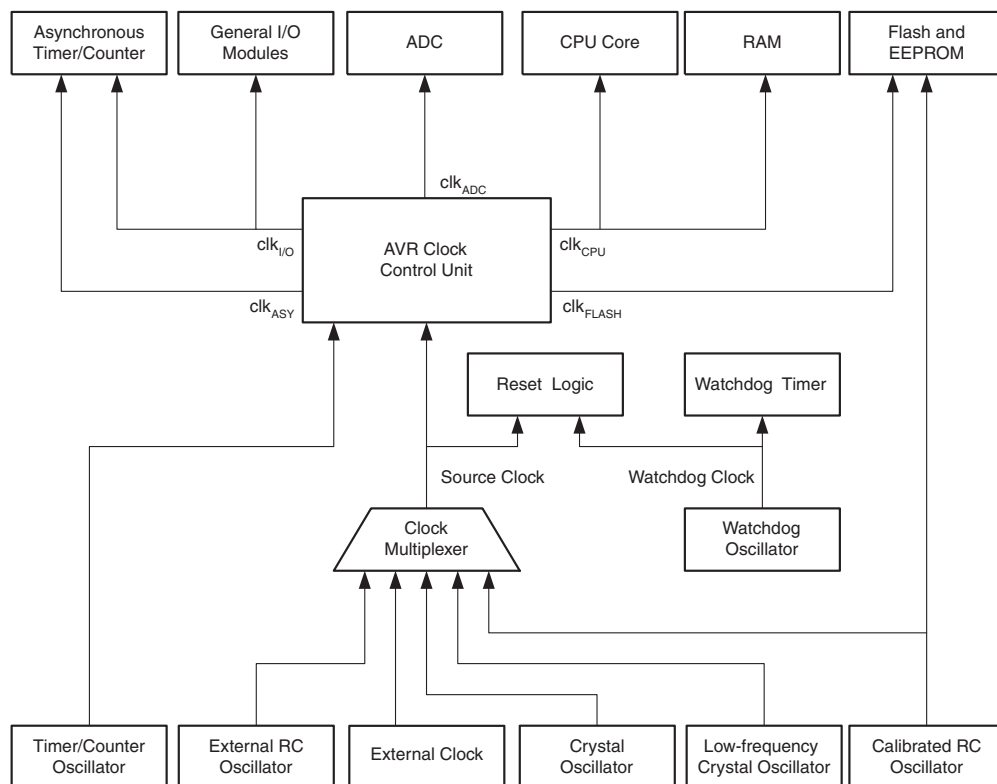 Asynchronous
Timer/Counter
General I/O
Modules
ADC
CPU Core
RAM
Flash and
EEPROM
clkADC
clkI/O
AVR Clock
Control Unit
clkCPU
clkASY
clkFLASH
Reset Logic
Watchdog Timer
Source Clock
Watchdog Clock
Clock
Multiplexer
Watchdog
Oscillator
Timer/Counter
Oscillator
External RC
Oscillator
External Clock
Crystal
Oscillator
Low-frequency
Crystal Oscillator
Calibrated RC
Oscillator